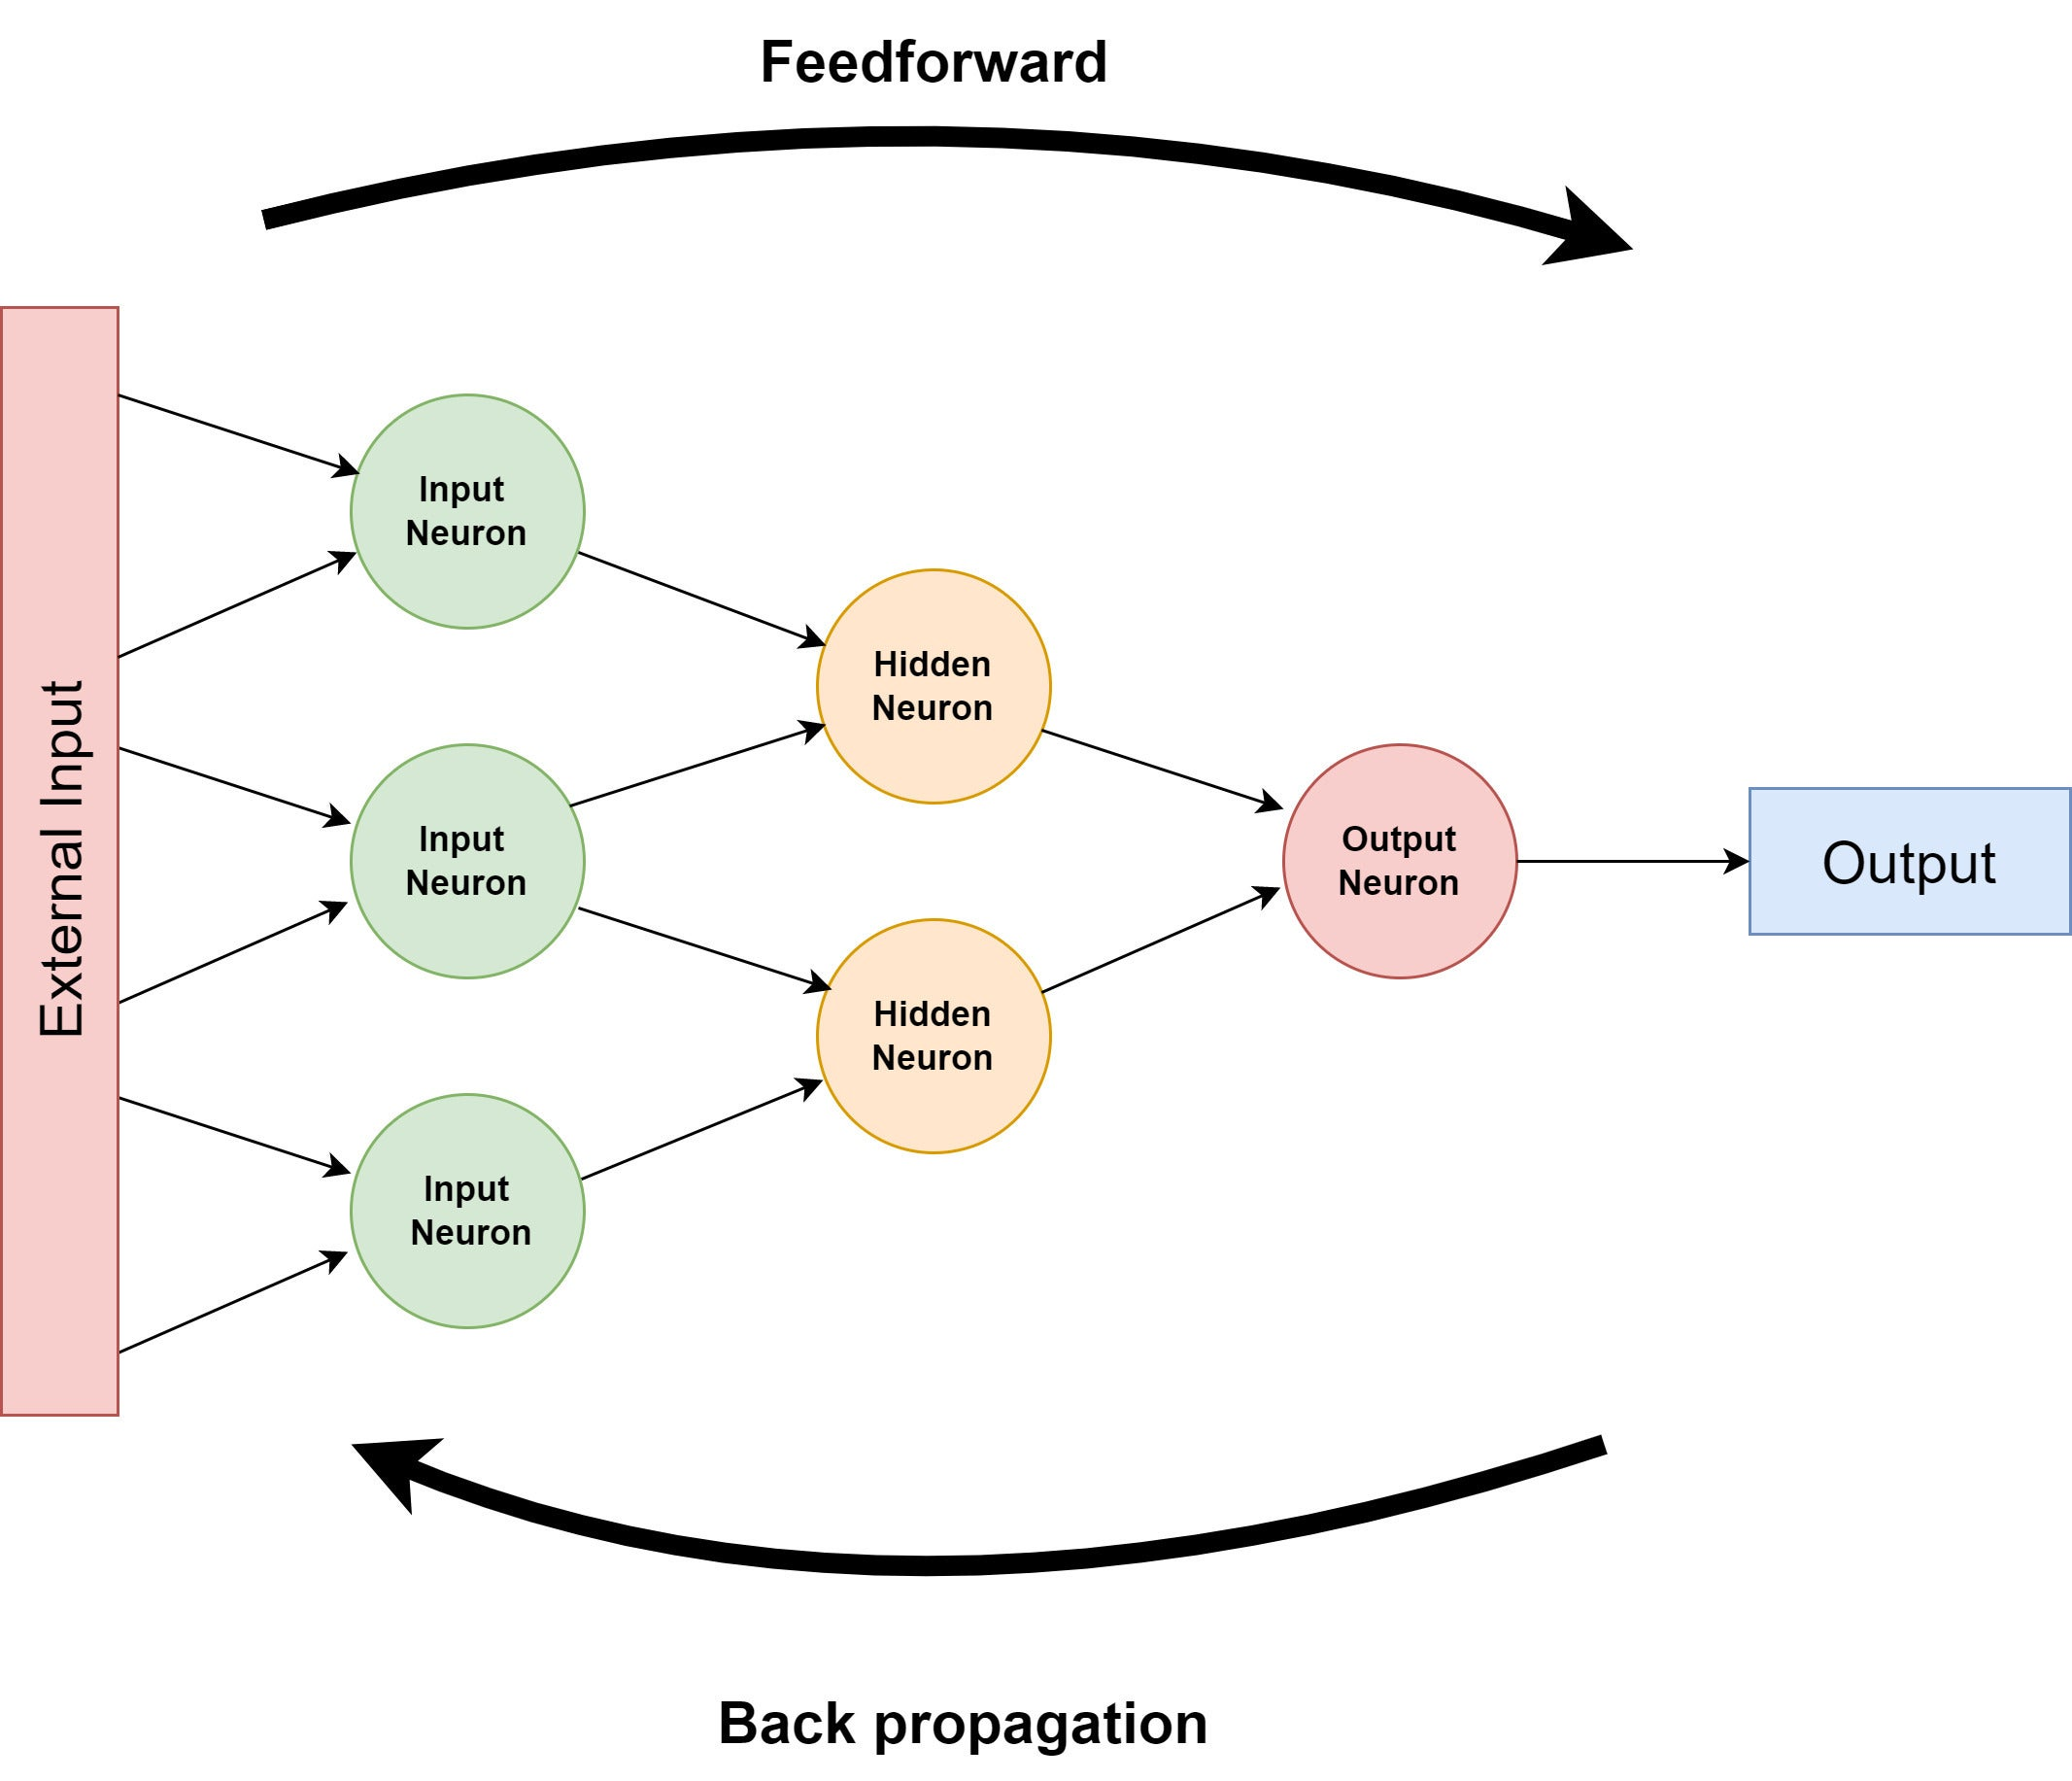 Feedforward
External Input
Input
Neuron
Input
Neuron
Input
Neuron
Hidden
Neuron
Hidden
Neuron
Output
Neuron
Output
Back propagation